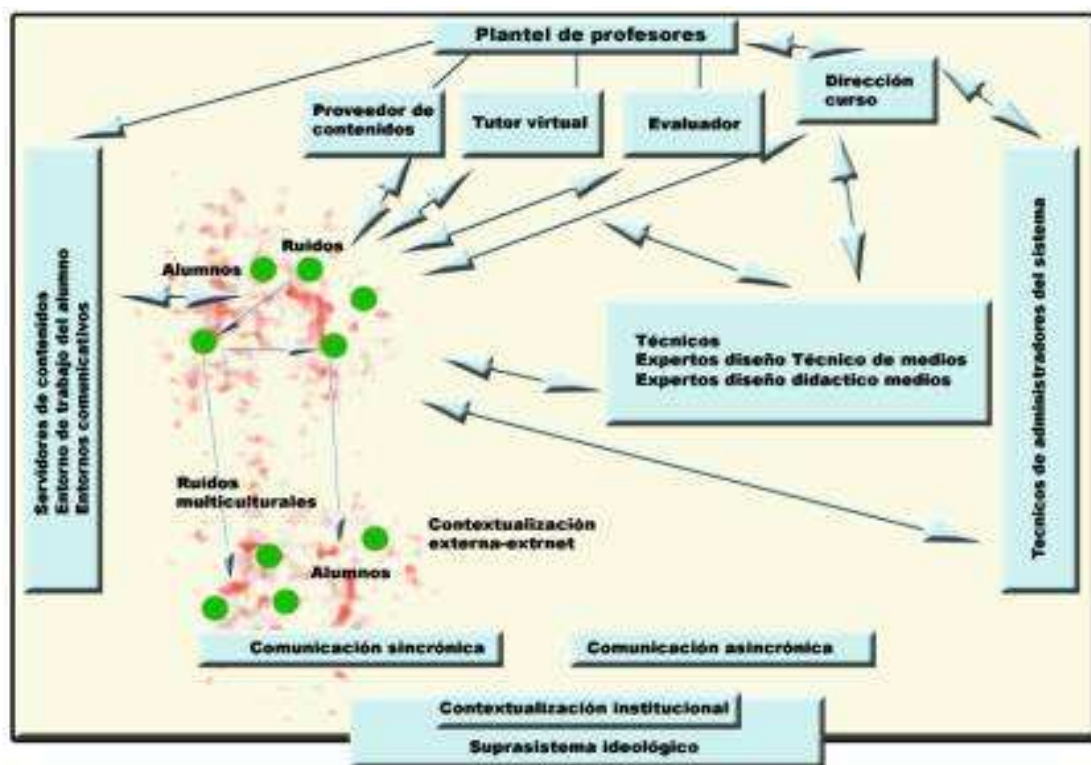 Plantel de profesores
Proveedor de
contenidos
Tutor virtual
Evaluador
Dirección
curso
Servidores de contenidos
Entorno de trabajo del alumno
Entornos comunicativos
Ruidos
Alumnos
Técnicos
Expertos diseño Técnico de medios
Expertos diseño didactico medios
Tecnicos de administradores del sistema
Ruidos
multiculturales
Contextualización
externa-extrnet
Alumnos
Comunicación sincrónica
Comunicación asincrónica
Contextualización institucional
Suprasistema ideológico